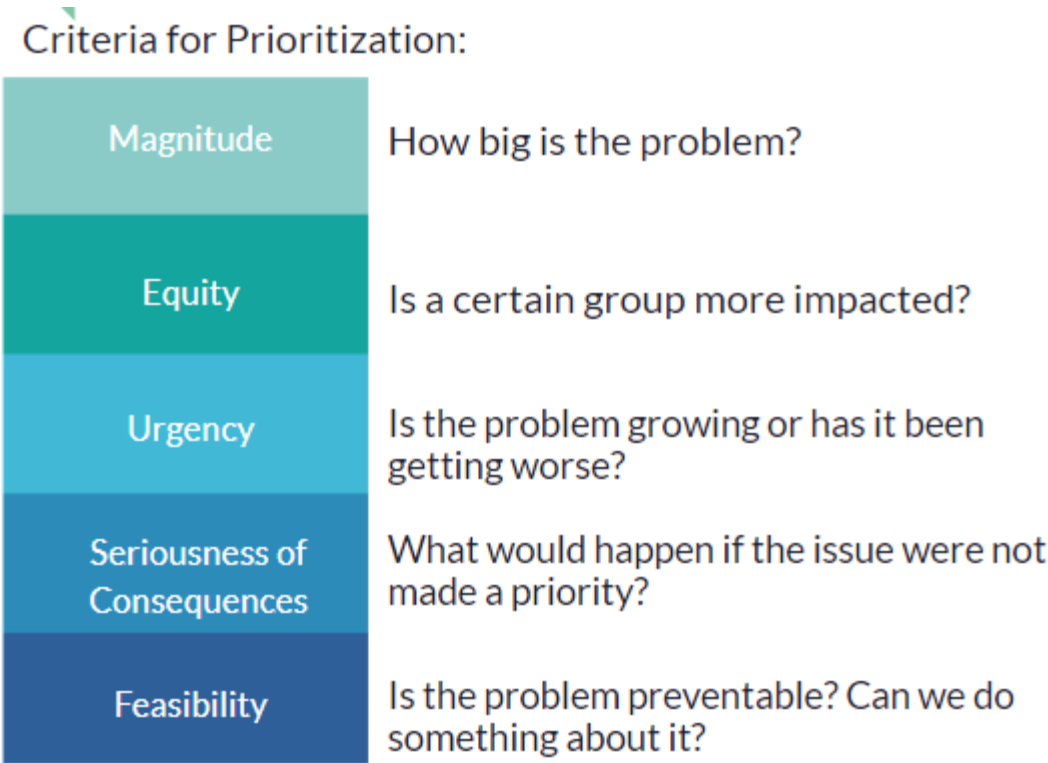 Criteria for Prioritization:
Magnitude
How big is the problem?
Equity
Is a certain group more impacted?
Urgency
Is the problem growing or has it been
getting worse?
Seriousness of
Consequences
What would happen if the issue were not
made a priority?
Feasibility
Is the problem preventable? Can we do
something about it?